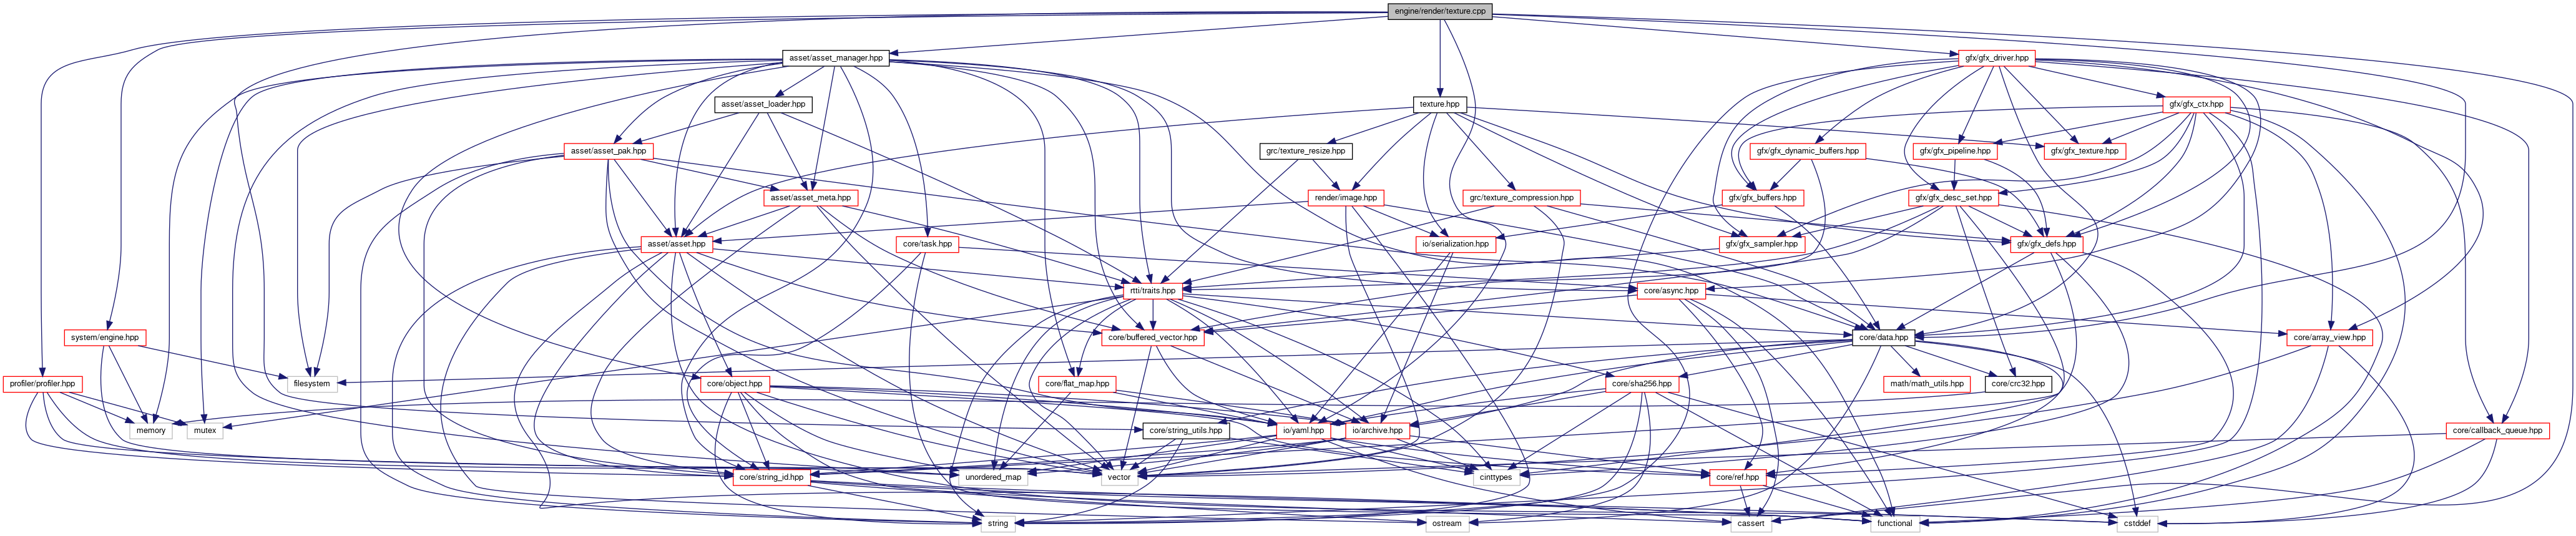 engine/render/texture.cpp
asset/asset_manager.hpp
gfx/gfx_driver.hpp
asset/asset_loader.hpp
texture.hpp
gfx/gfx_ctx.hpp
asset/asset_pak.hpp
grc/texture_resize.hpp
gfx/gfx_dynamic_buffers.hpp
gfx/gfx_pipeline.hpp
gfx/gfx_texture.hpp
asset/asset_meta.hpp
render/image.hpp
grc/texture_compression.hpp
gfx/gfx_buffers.hpp
gfx/gfx_desc_set.hpp
asset/asset.hpp
core/task.hpp
io/serialization.hpp
gfx/gfx_sampler.hpp
gfx/gfx_defs.hpp
rtti/traits.hpp
core/async.hpp
system/engine.hpp
core/buffered_vector.hpp
core/data.hpp
core/array_view.hpp
profiler/profiler.hpp
filesystem
core/object.hpp
core/flat_map.hpp
core/sha256.hpp
math/math_utils.hpp
core/crc32.hpp
memory
mutex
core/string_utils.hpp
io/yaml.hpp
io/archive.hpp
core/callback_queue.hpp
core/string_id.hpp
unordered_map
vector
cinttypes
core/ref.hpp
string
ostream
cassert
functional
cstddef